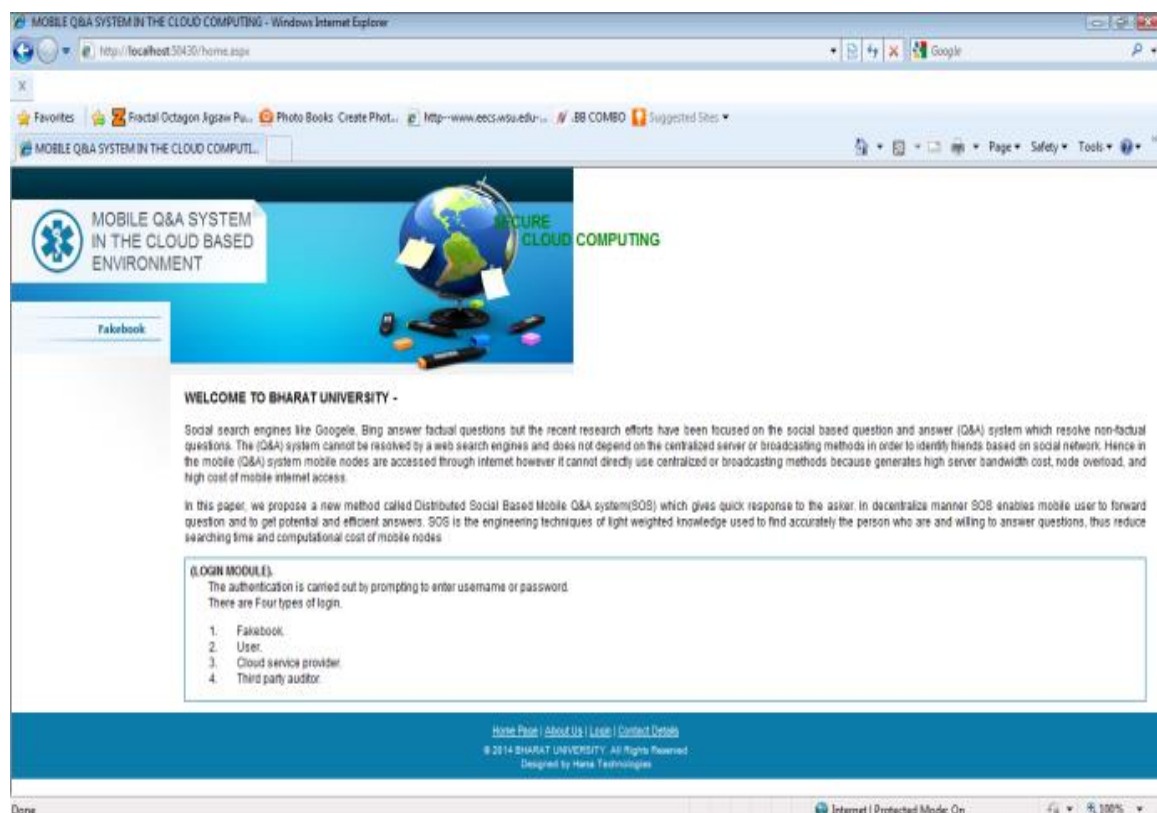 MOBILE Q&A SYSTEM IN THE CLOUD COMPUTING - Windows Internet Explorer
http://localhost:50430/home.aspx
Google
X
Favorites Fractal Octagon Jigsaw Pu... Photo Books Create Phot... http--www.eecs.wsu.edu-... .BB COMBO Suggested Sites
MOBILE Q&A SYSTEM IN THE CLOUD COMPUTI... Page Safety Tools
MOBILE Q&A SYSTEM
IN THE CLOUD BASED
ENVIRONMENT
SECURE
CLOUD COMPUTING
Fakebook
WELCOME TO BHARAT UNIVERSITY -
Social search engines like Googele, Bing answer factual questions but the recent research efforts have been focused on the social based question and answer (Q&A) system which resolve non-factual
questions. The (Q&A) system cannot be resolved by a web search engines and does not depend on the centralized server or broadcasting methods in order to identify friends based on social network. Hence in
the mobile (Q&A) system mobile nodes are accessed through internet however it cannot directly use centralized or broadcasting methods because generates high server bandwidth cost, node overload, and
high cost of mobile internet access.
In this paper, we propose a new method called Distributed Social Based Mobile Q&A system(SOS) which gives quick response to the asker. In decentralize manner SOS enables mobile user to forward
question and to get potential and efficient answers. SOS is the engineering techniques of light weighted knowledge used to find accurately the person who are and willing to answer questions, thus reduce
searching time and computational cost of mobile nodes
(LOGIN MODULE).
The authentication is carried out by prompting to enter username or password.
There are Four types of login.
1. Fakebook.
2. User.
3. Cloud service provider.
4. Third party auditor.
Home Page | About Us | Login | Contact Details
© 2014 BHARAT UNIVERSITY. All Rights Reserved
Designed by Hana Technologies
Done Internet | Protected Mode: On 100%